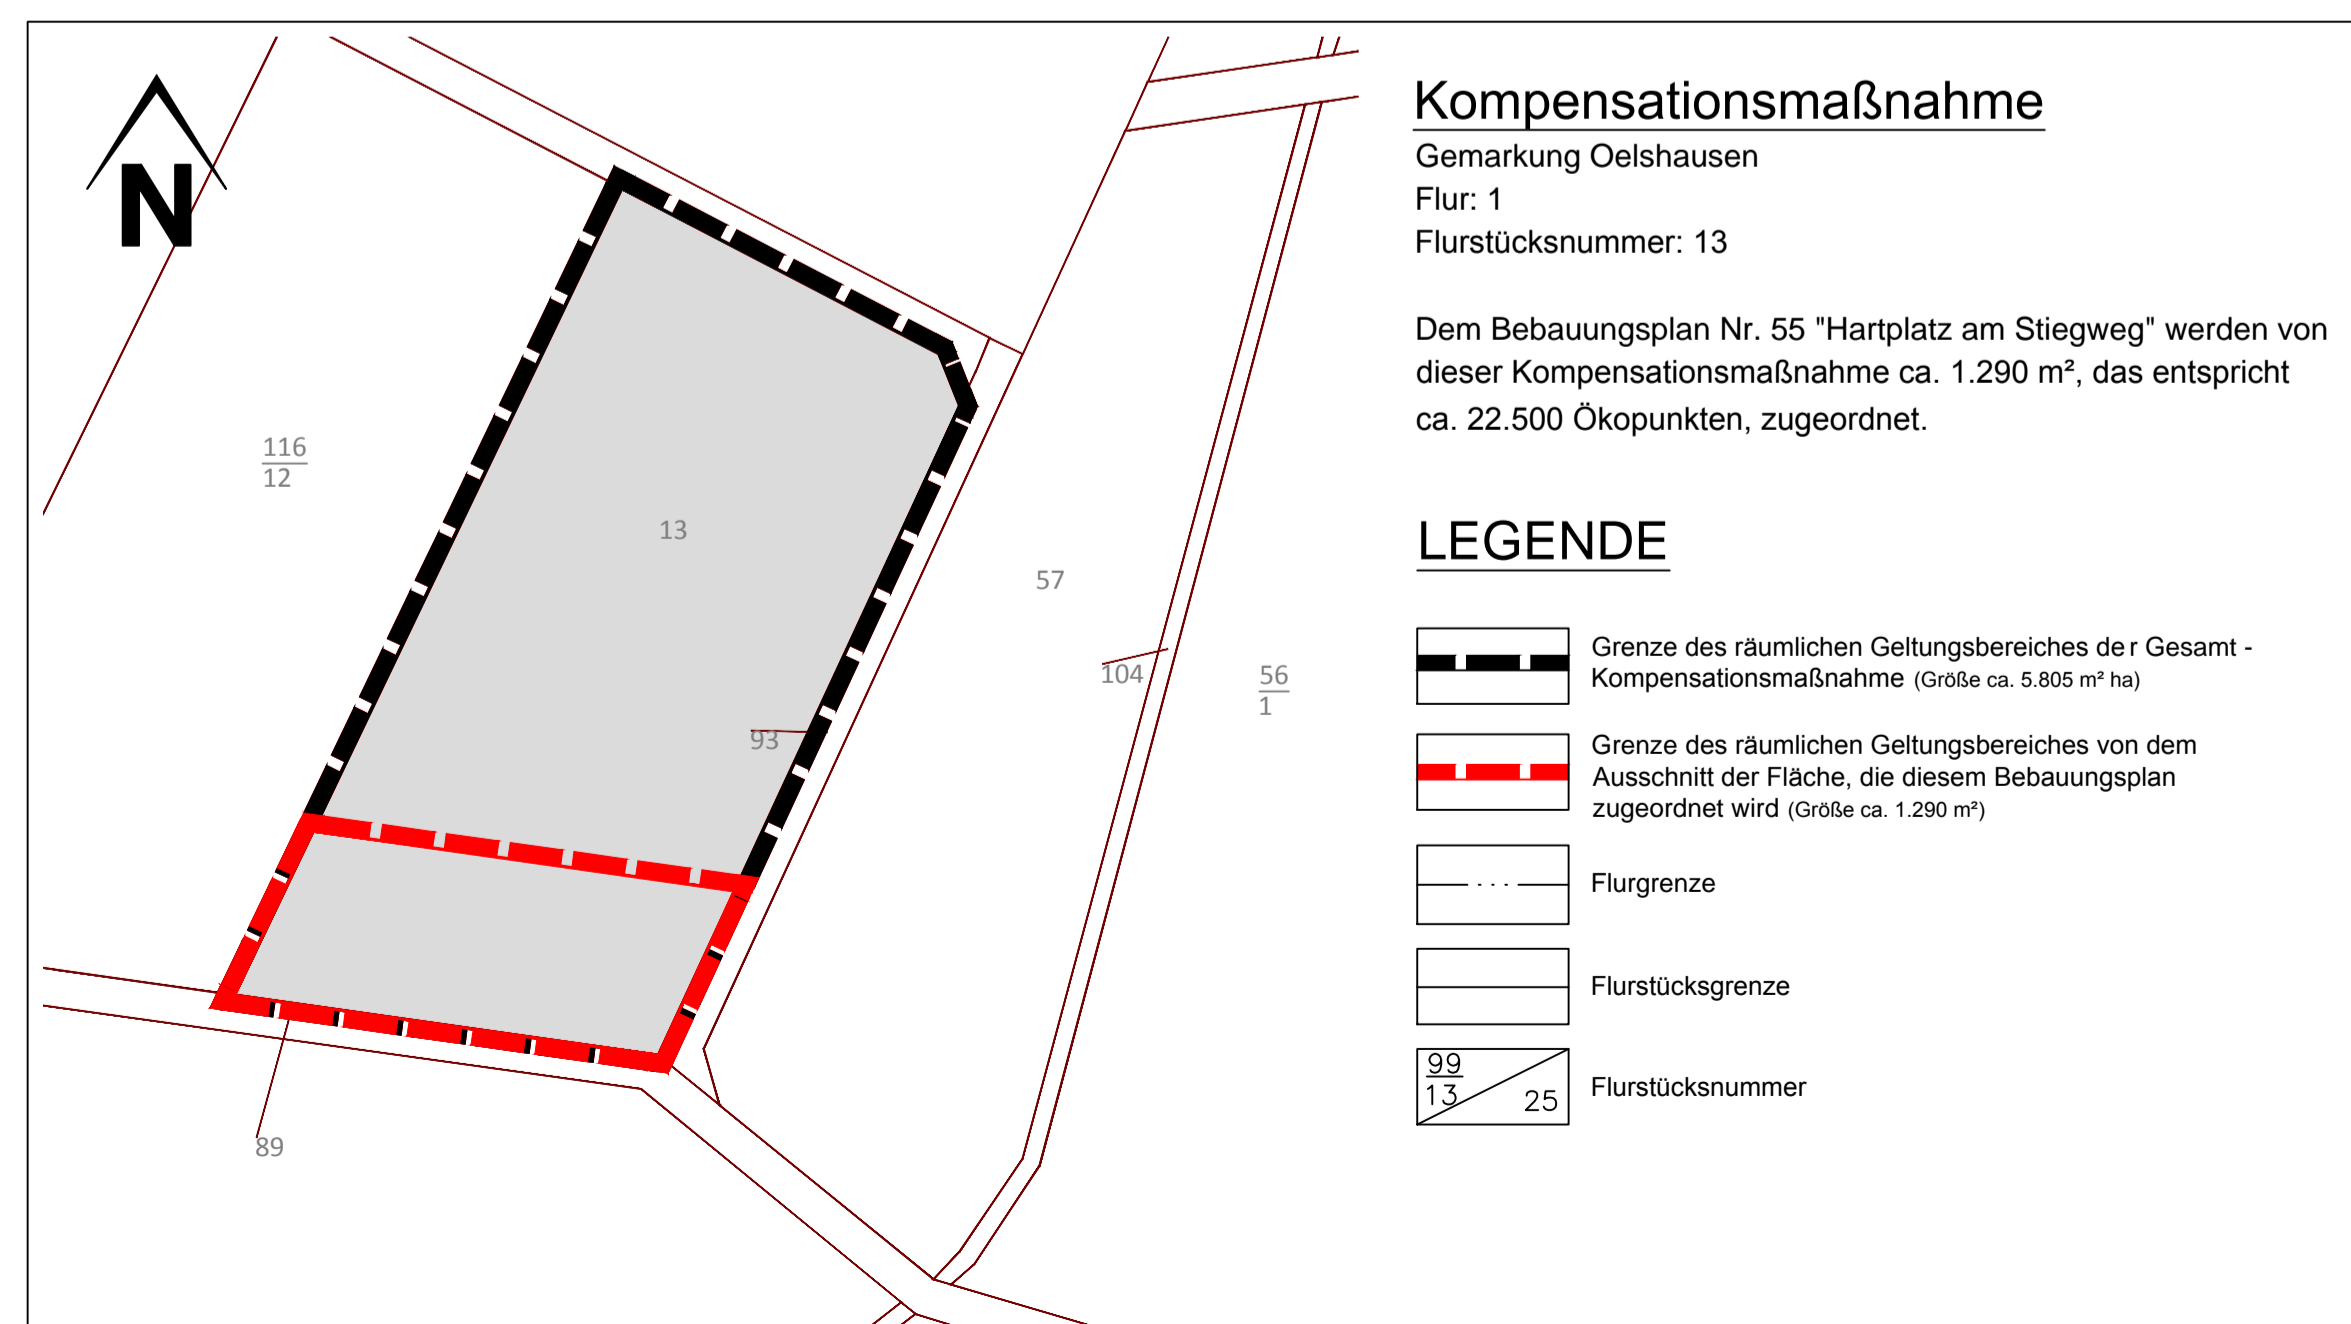 N
116
12
13
57
104
56
1
93
89
Kompensationsmaßnahme
Gemarkung Oelshausen
Flur: 1
Flurstücksnummer: 13
Dem Bebauungsplan Nr. 55 "Hartplatz am Stiegweg" werden von
dieser Kompensationsmaßnahme ca. 1.290 m², das entspricht
ca. 22.500 Ökopunkten, zugeordnet.
LEGENDE
Grenze des räumlichen Geltungsbereiches der Gesamt -
Kompensationsmaßnahme (Größe ca. 5.805 m² ha)
Grenze des räumlichen Geltungsbereiches von dem
Ausschnitt der Fläche, die diesem Bebauungsplan
zugeordnet wird (Größe ca. 1.290 m²)
Flurgrenze
Flurstücksgrenze
99
13
25
Flurstücksnummer